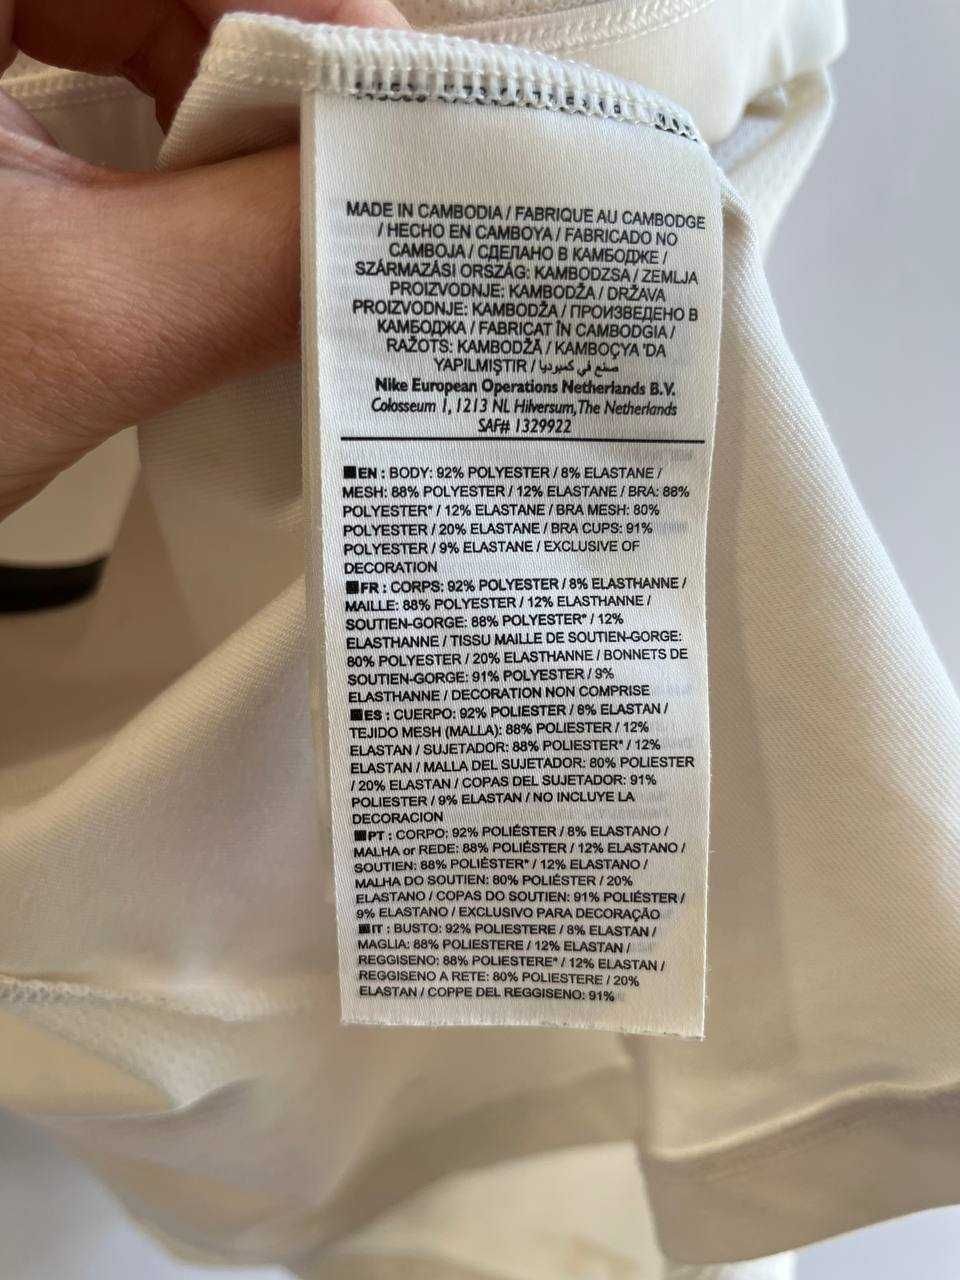 MADE IN CAMBODIA / FABRIQUE AU CAMBODGE
/ HECHO EN CAMBOYA / FABRICADO NO
CAMBOJA / СДЕЛАНО В КАМБОДЖЕ /
SZÁRMAZÁSI ORSZÁG: KAMBODZSA / ZEMLJA
PROIZVODNJE: KAMBODŽA / DRŽAVA
PROIZVODNJE: KAMBODŽA / ПРОИЗВЕДЕНО В
КАМБОДЖА / FABRICAT ÎN CAMBODGIA /
RAŽOTS: KAMBODŽĀ / KAMBOÇYA 'DA
YAPILMIŞTIR / صنع في كمبوديا
Nike European Operations Netherlands B.V.
Colosseum 1, 1213 NL Hilversum, The Netherlands
SAF# 1329922
EN : BODY: 92% POLYESTER / 8% ELASTANE /
MESH: 88% POLYESTER / 12% ELASTANE / BRA: 88%
POLYESTER* / 12% ELASTANE / BRA MESH: 80%
POLYESTER / 20% ELASTANE / BRA CUPS: 91%
POLYESTER / 9% ELASTANE / EXCLUSIVE OF
DECORATION
FR : CORPS: 92% POLYESTER / 8% ELASTHANNE /
MAILLE: 88% POLYESTER / 12% ELASTHANNE /
SOUTIEN-GORGE: 88% POLYESTER* / 12%
ELASTHANNE / TISSU MAILLE DE SOUTIEN-GORGE:
80% POLYESTER / 20% ELASTHANNE / BONNETS DE
SOUTIEN-GORGE: 91% POLYESTER / 9%
ELASTHANNE / DECORATION NON COMPRISE
ES : CUERPO: 92% POLIESTER / 8% ELASTAN /
TEJIDO MESH (MALLA): 88% POLIESTER / 12%
ELASTAN / SUJETADOR: 88% POLIESTER* / 12%
ELASTAN / MALLA DEL SUJETADOR: 80% POLIESTER
/ 20% ELASTAN / COPAS DEL SUJETADOR: 91%
POLIESTER / 9% ELASTAN / NO INCLUYE LA
DECORACION
PT : CORPO: 92% POLIÉSTER / 8% ELASTANO /
MALHA or REDE: 88% POLIÉSTER / 12% ELASTANO /
SOUTIEN: 88% POLIÉSTER* / 12% ELASTANO /
MALHA DO SOUTIEN: 80% POLIÉSTER / 20%
ELASTANO / COPAS DO SOUTIEN: 91% POLIÉSTER /
9% ELASTANO / EXCLUSIVO PARA DECORAÇÃO
IT : BUSTO: 92% POLIESTERE / 8% ELASTAN /
MAGLIA: 88% POLIESTERE / 12% ELASTAN /
REGGISENO: 88% POLIESTERE* / 12% ELASTAN /
REGGISENO A RETE: 80% POLIESTERE / 20%
ELASTAN / COPPE DEL REGGISENO: 91%